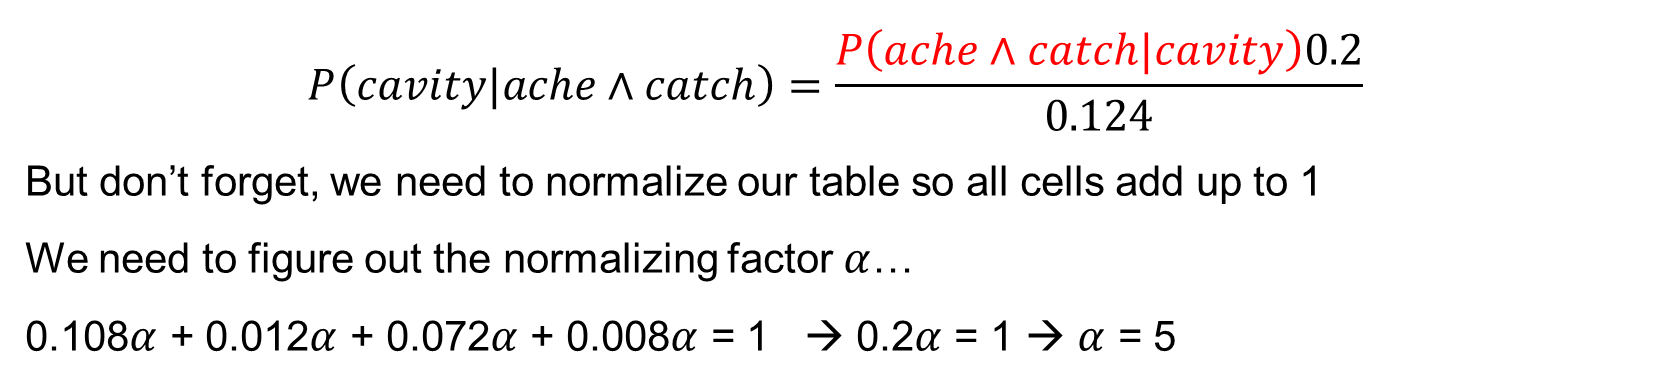 P(cavity|ache ∧ catch) = P(ache ∧ catch|cavity)0.2 / 0.124
But don’t forget, we need to normalize our table so all cells add up to 1
We need to figure out the normalizing factor α…
0.108α + 0.012α + 0.072α + 0.008α = 1 → 0.2α = 1 → α = 5